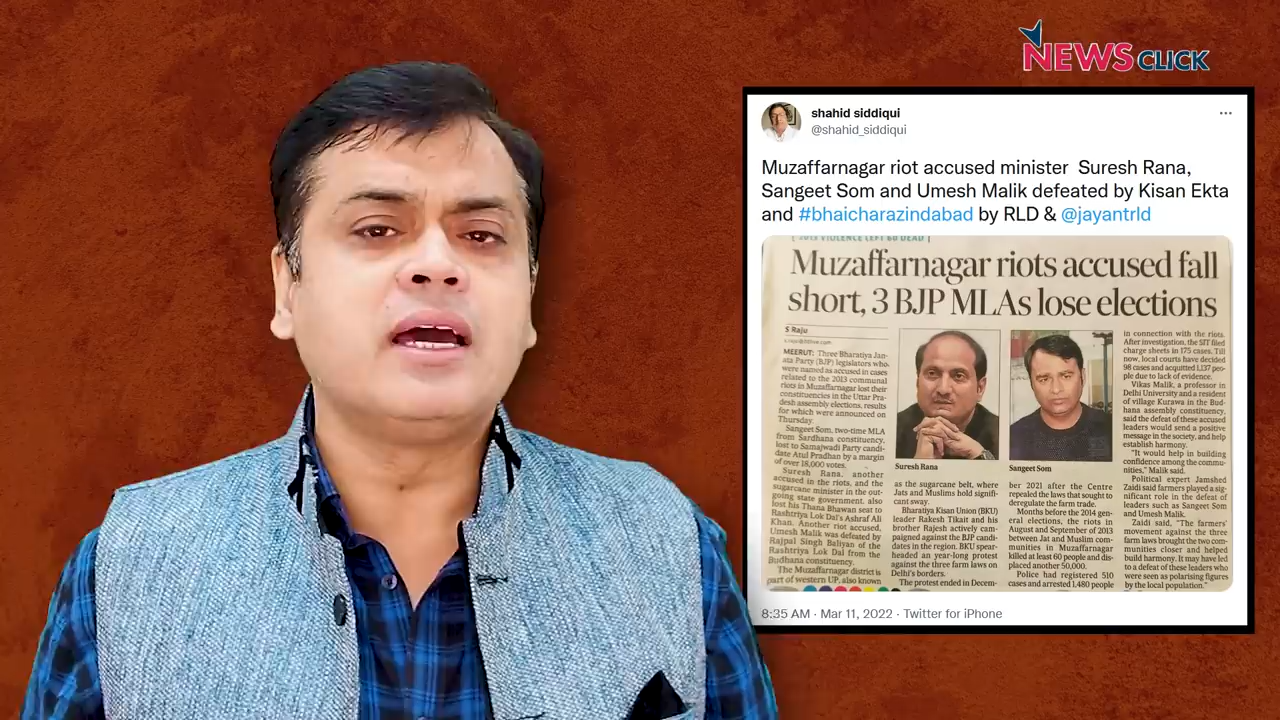 NEWSCLICK
shahid siddiqui
@shahid_siddiqui
Muzaffarnagar riot accused minister Suresh Rana,
Sangeet Som and Umesh Malik defeated by Kisan Ekta
and #bhaicharazindabad by RLD & @jayantrld
2013 VIOLENCE LEFT 60 DEAD
Muzaffarnagar riots accused fall
short, 3 BJP MLAs lose elections
S Raju
MEERUT: Three Bharatiya Jan-
ata Party (BJP) legislators who
were named as accused in cases
related to the 2013 communal
riots in Muzaffarnagar lost their
constituencies in the Uttar Pra-
desh assembly elections, results
for which were announced on
Thursday.
Sangeet Som, two-time MLA
from Sardhana constituency,
lost to Samajwadi Party candi-
date Atul Pradhan by a margin
of over 18,000 votes.
Suresh Rana, another
accused in the riots, and the
sugarcane minister in the out-
going state government, also
lost his Thana Bhawan seat to
Rashtriya Lok Dal's Ashraf Ali
Khan. Another riot accused,
Umesh Malik was defeated by
Rajpal Singh Baliyan of the
Rashtriya Lok Dal from the
Budhana constituency.
The Muzaffarnagar district is
part of western UP, also known
Suresh Rana
Sangeet Som
as the sugarcane belt, where
Jats and Muslims hold signifi-
cant sway.
Bharatiya Kisan Union (BKU)
leader Rakesh Tikait and his
brother Rajesh actively cam-
paigned against the BJP candi-
dates in the region. BKU spear-
headed an year-long protest
against the three farm laws on
Delhi's borders.
The protest ended in Decem-
ber 2021 after the Centre
repealed the laws that sought to
deregulate the farm trade.
Months before the 2014 gen-
eral elections, the riots in
August and September of 2013
between Jat and Muslim com-
munities in Muzaffarnagar
killed at least 60 people and dis-
placed another 50,000.
Police had registered 510
cases and arrested 1,480 people
in connection with the riots.
After investigation, the SIT filed
charge sheets in 175 cases. Till
now, local courts have decided
98 cases and acquitted 1,137 peo-
ple due to lack of evidence.
Vikas Malik, a professor in
Delhi University and a resident
of village Kurawa in the Bud-
hana assembly constituency,
said the defeat of these accused
leaders would send a positive
message in the society, and help
establish harmony.
"It would help in building
confidence among the commu-
nities," Malik said.
Political expert Jamshed
Zaidi said farmers played a sig-
nificant role in the defeat of
leaders such as Sangeet Som
and Umesh Malik.
Zaidi said, "The farmers'
movement against the three
farm laws brought the two com-
munities closer and helped
build harmony. It may have led
to a defeat of these leaders who
were seen as polarising figures
by the local population."
8:35 AM · Mar 11, 2022 · Twitter for iPhone